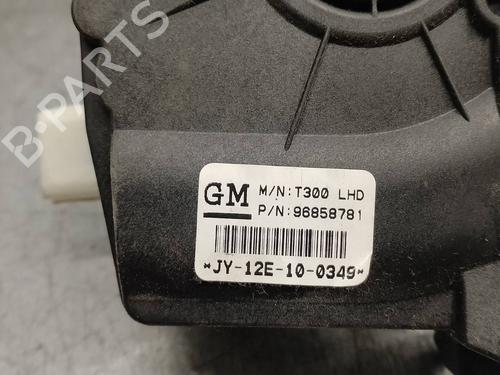 B-PARTS
GM
M/N:T300 LHD
P/N:96858781
*JY-12E-10-0349*